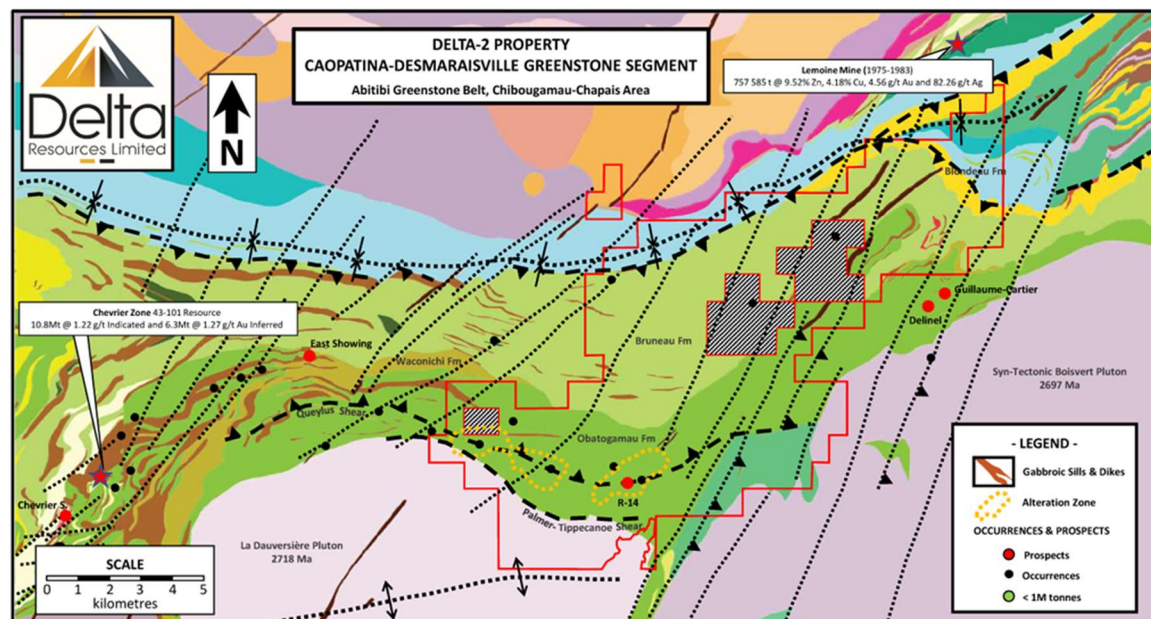 Delta
Resources Limited
N
DELTA-2 PROPERTY
CAOPATINA-DESMARAISVILLE GREENSTONE SEGMENT
Abitibi Greenstone Belt, Chibougamau-Chapais Area
Lemoine Mine (1975-1983)
757 585 t @ 9.52% Zn, 4.18% Cu, 4.56 g/t Au and 82.26 g/t Ag
Blondeau Fm
Chevrier Zone 43-101 Resource
10.8Mt @ 1.22 g/t Indicated and 6.3Mt @ 1.27 g/t Au Inferred
Guillaume-Cartier
Delinel
East Showing
Waconichi Fm
Bruneau Fm
Syn-Tectonic Boisvert Pluton
2697 Ma
Queylus Shear
Obatogamau Fm
R-14
Chevrier S.
Palmer-Tippecanoe Shear
La Dauversière Pluton
2718 Ma
SCALE
0 1 2 3 4 5
kilometres
- LEGEND -
Gabbroic Sills & Dikes
Alteration Zone
OCCURRENCES & PROSPECTS
Prospects
Occurrences
< 1M tonnes